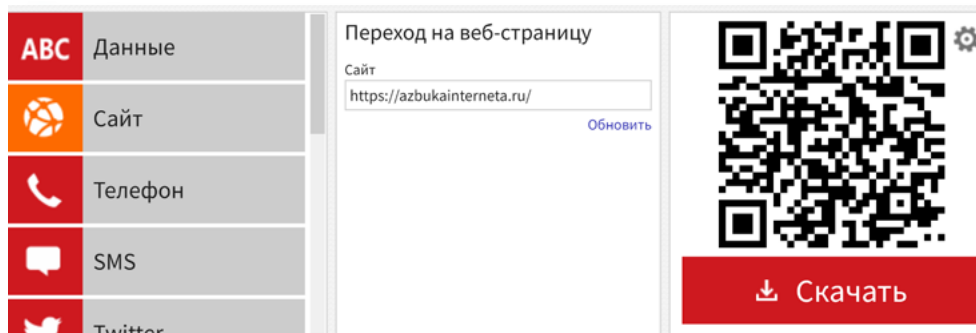 ABC Данные
Сайт
Телефон
SMS
Twitter
Переход на веб-страницу
Сайт
https://azbukainterneta.ru/
Обновить
Скачать